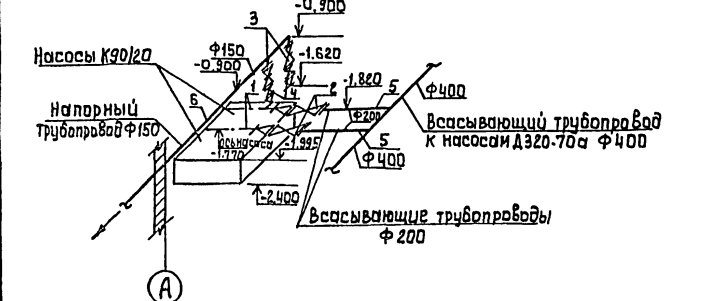 -0,900
3
Насосы К90/20
Ф150
-0,900
-1.620
1
4
2
-1,820
5
Ф400
Напорный
трубопровод Ф150
6
Ф200
Всасывающий трубопровод
к насосам Д320-70а Ф400
Ось насоса
-1.770
-1.995
5
Ф400
-2,400
Всасывающие трубопроводы
Ф 200
А